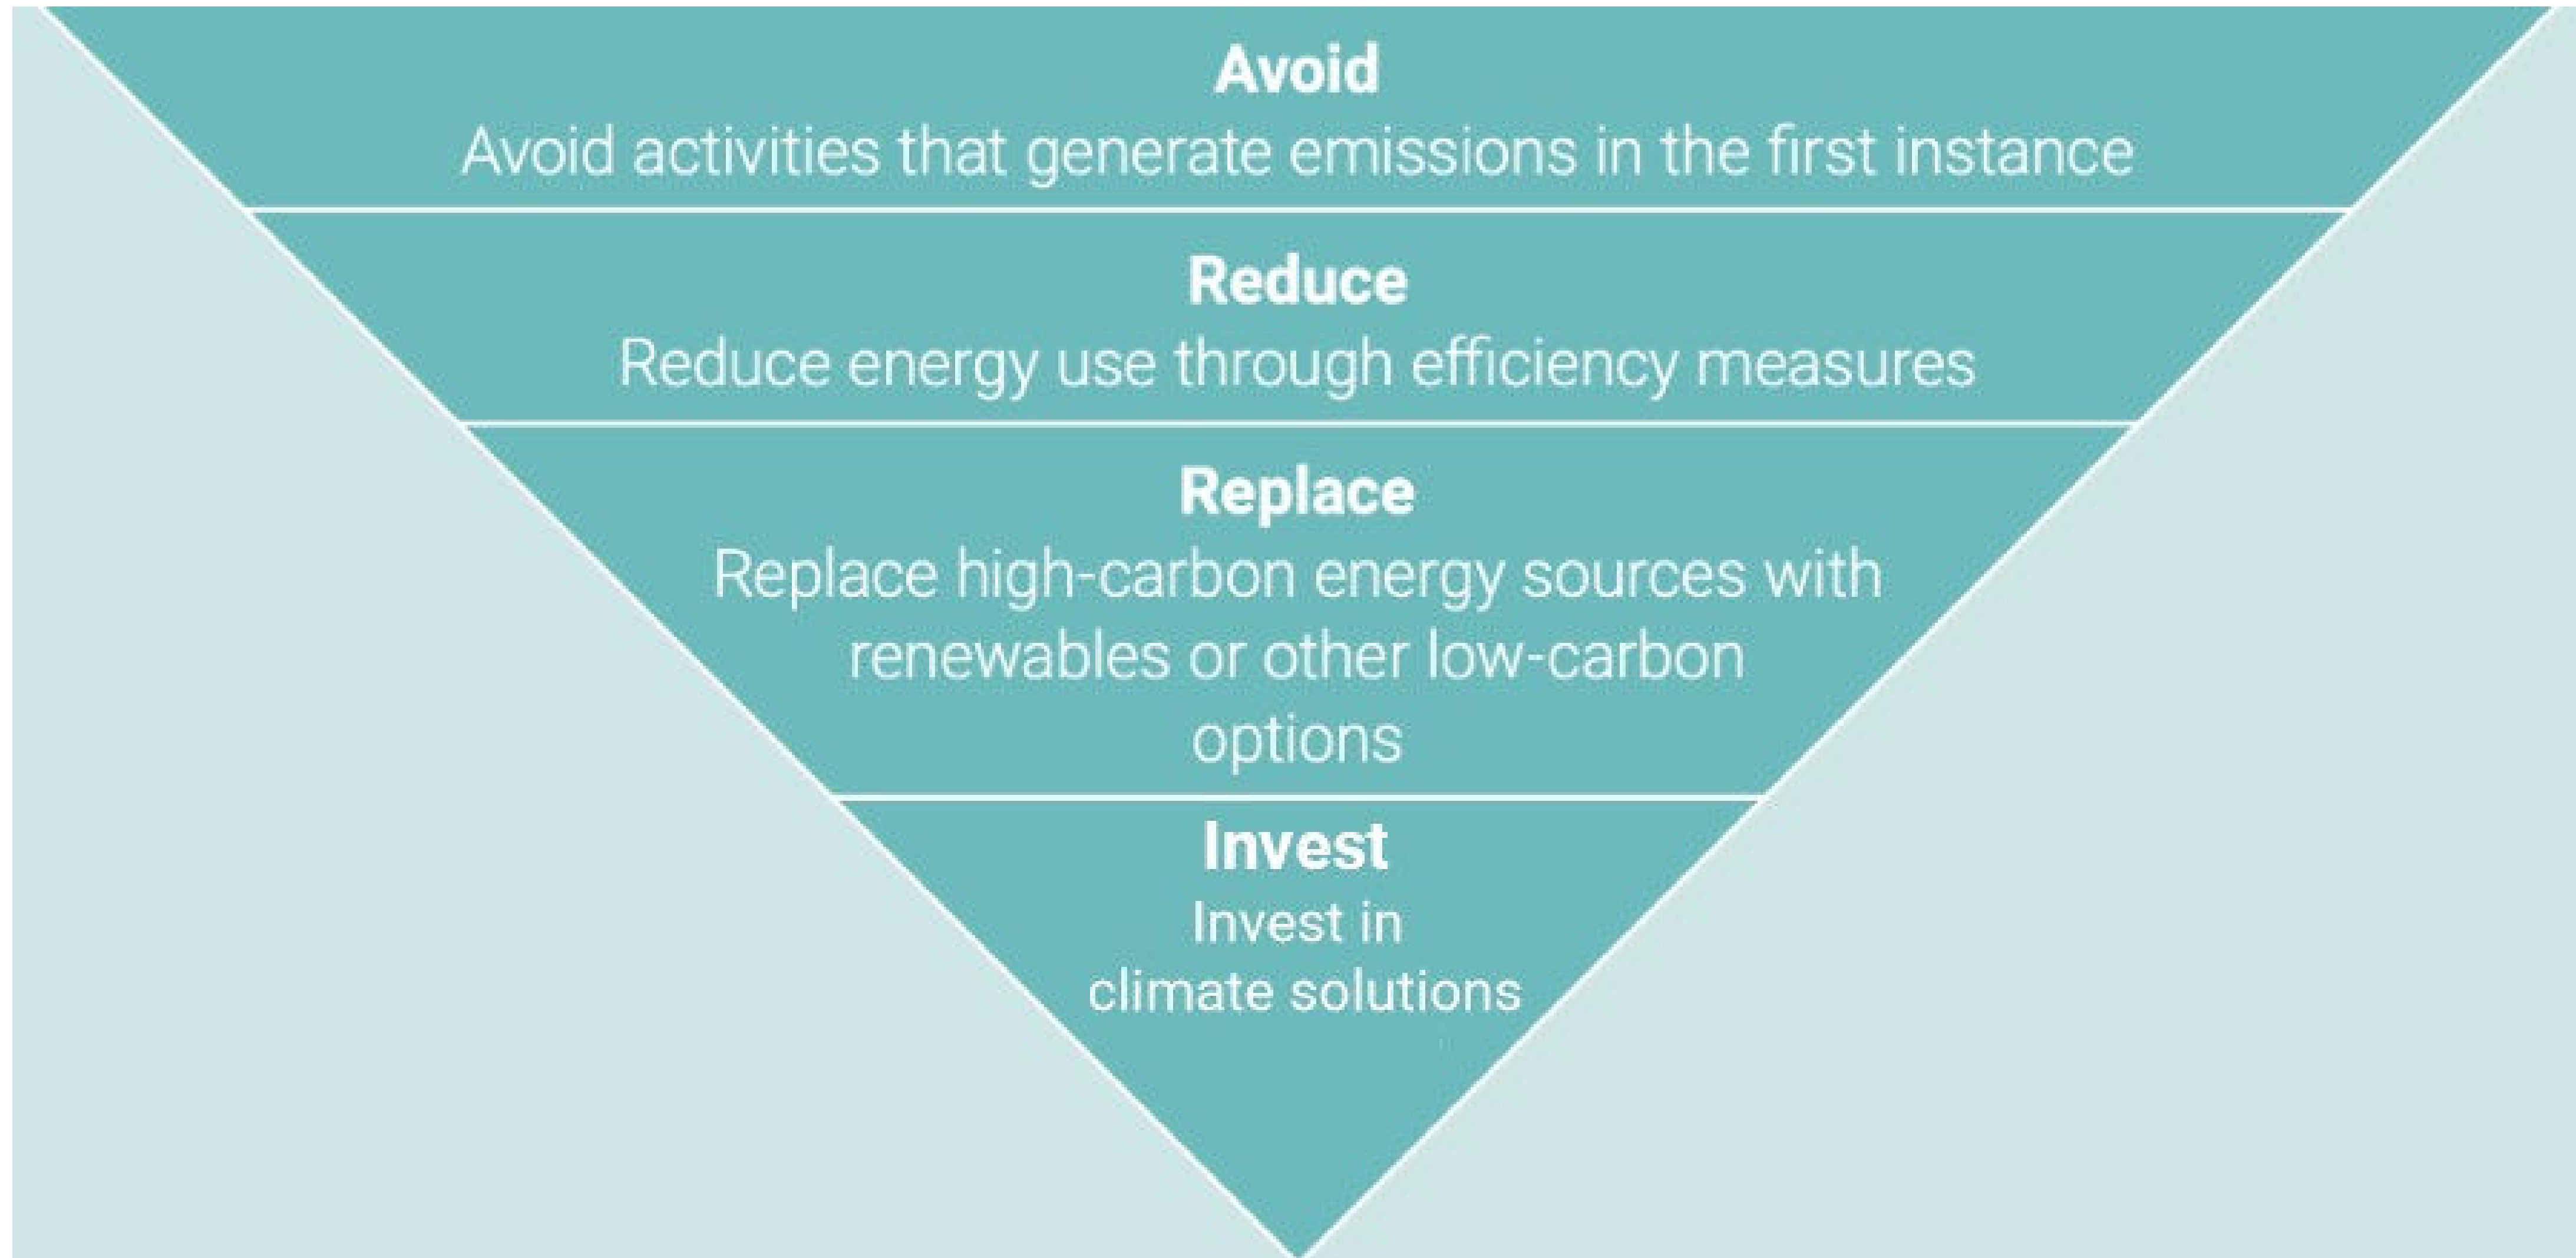 Avoid
Avoid activities that generate emissions in the first instance
Reduce
Reduce energy use through efficiency measures
Replace
Replace high-carbon energy sources with
renewables or other low-carbon
options
Invest
Invest in
climate solutions